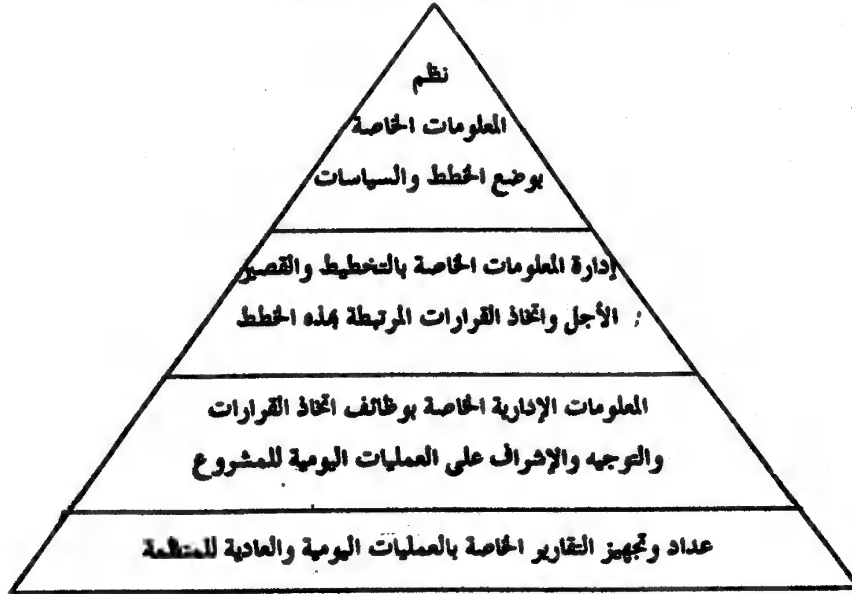 نظم
المعلومات الخاصة
بوضع الخطط والسياسات
إدارة المعلومات الخاصة بالتخطيط والقصير
الأجل واتخاذ القرارات المرتبطة بهذه الخطط
المعلومات الإدارية الخاصة بوظائف اتخاذ القرارات
والتوجيه والإشراف على العمليات اليومية للمشروع
عداد وتجهيز التقارير الخاصة بالعمليات اليومية والعادية للمنظمة